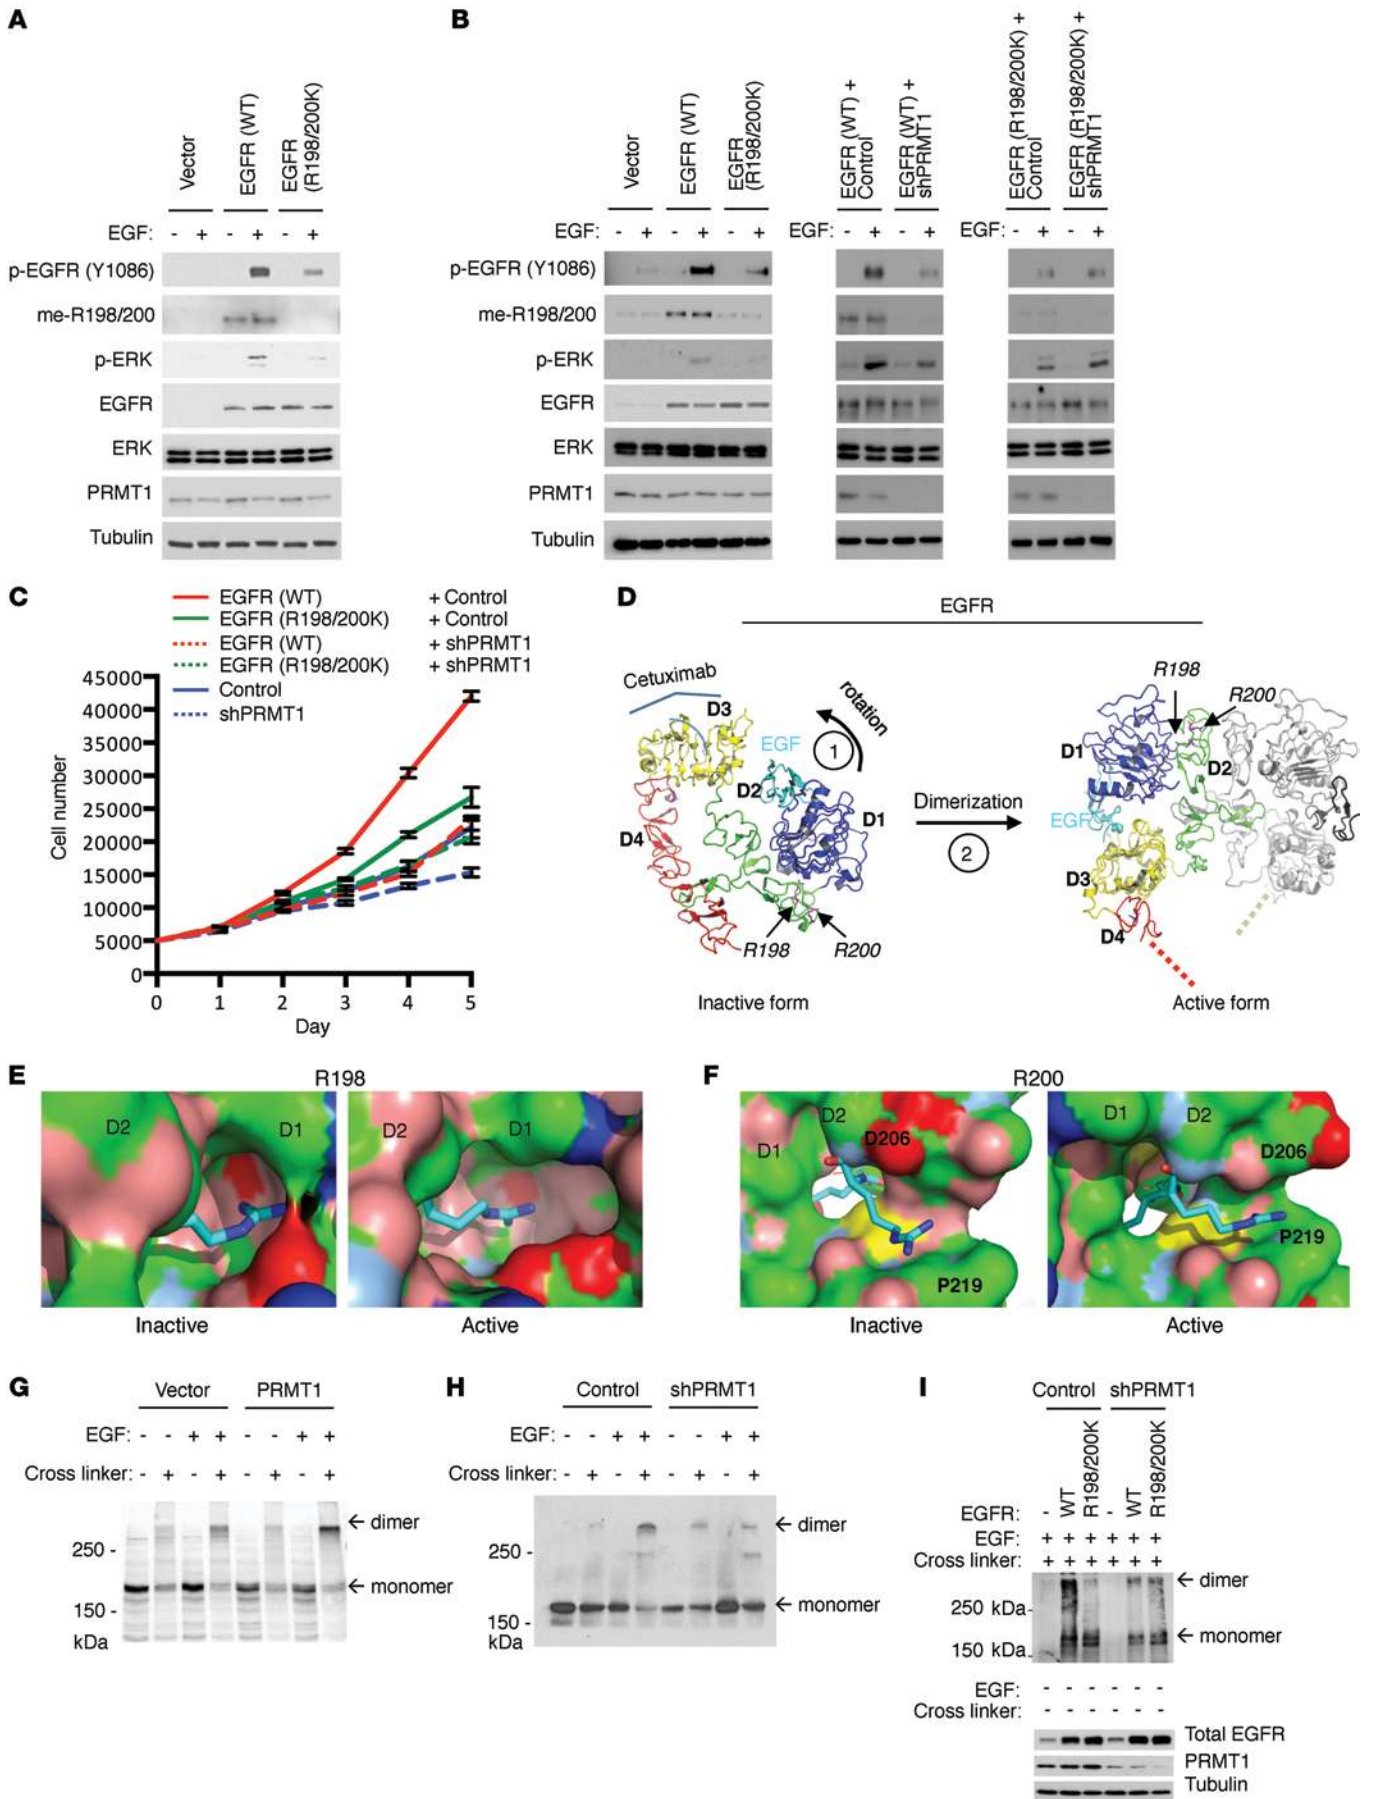 A
Vector
EGFR (WT)
EGFR
(R198/200K)
EGF: - + - + - +
p-EGFR (Y1086)
me-R198/200
p-ERK
EGFR
ERK
PRMT1
Tubulin
B
Vector
EGFR (WT)
EGFR
(R198/200K)
EGFR (WT) +
Control
EGFR (WT) +
shPRMT1
EGFR (R198/200K) +
Control
EGFR (R198/200K) +
shPRMT1
EGF: - + - + - +
EGF: - + - +
EGF: - + - +
p-EGFR (Y1086)
me-R198/200
p-ERK
EGFR
ERK
PRMT1
Tubulin
C
EGFR (WT) + Control
EGFR (R198/200K) + Control
EGFR (WT) + shPRMT1
EGFR (R198/200K) + shPRMT1
Control
shPRMT1
Cell number
45000
40000
35000
30000
25000
20000
15000
10000
5000
0
0 1 2 3 4 5
Day
D
EGFR
Cetuximab
D3
EGF
D2
D1
D4
rotation
1
R198
R200
Inactive form
Dimerization
2
R198
R200
D1
D2
EGF
D3
D4
Active form
E
R198
D2 D1
D2 D1
Inactive
Active
F
R200
D1
D2
D206
P219
D1 D2
D206
P219
Inactive
Active
G
Vector PRMT1
EGF: - - + + - - + +
Cross linker: - + - + - + - +
dimer
250 -
monomer
150 -
kDa
H
Control shPRMT1
EGF: - - + + - - + +
Cross linker: - + - + - + - +
dimer
250 -
monomer
150 -
kDa
I
Control shPRMT1
EGFR: - WT R198/200K - WT R198/200K
EGF: + + + + + +
Cross linker: + + + + + +
dimer
250 kDa-
monomer
150 kDa-
EGF: - - - - - -
Cross linker: - - - - - -
Total EGFR
PRMT1
Tubulin